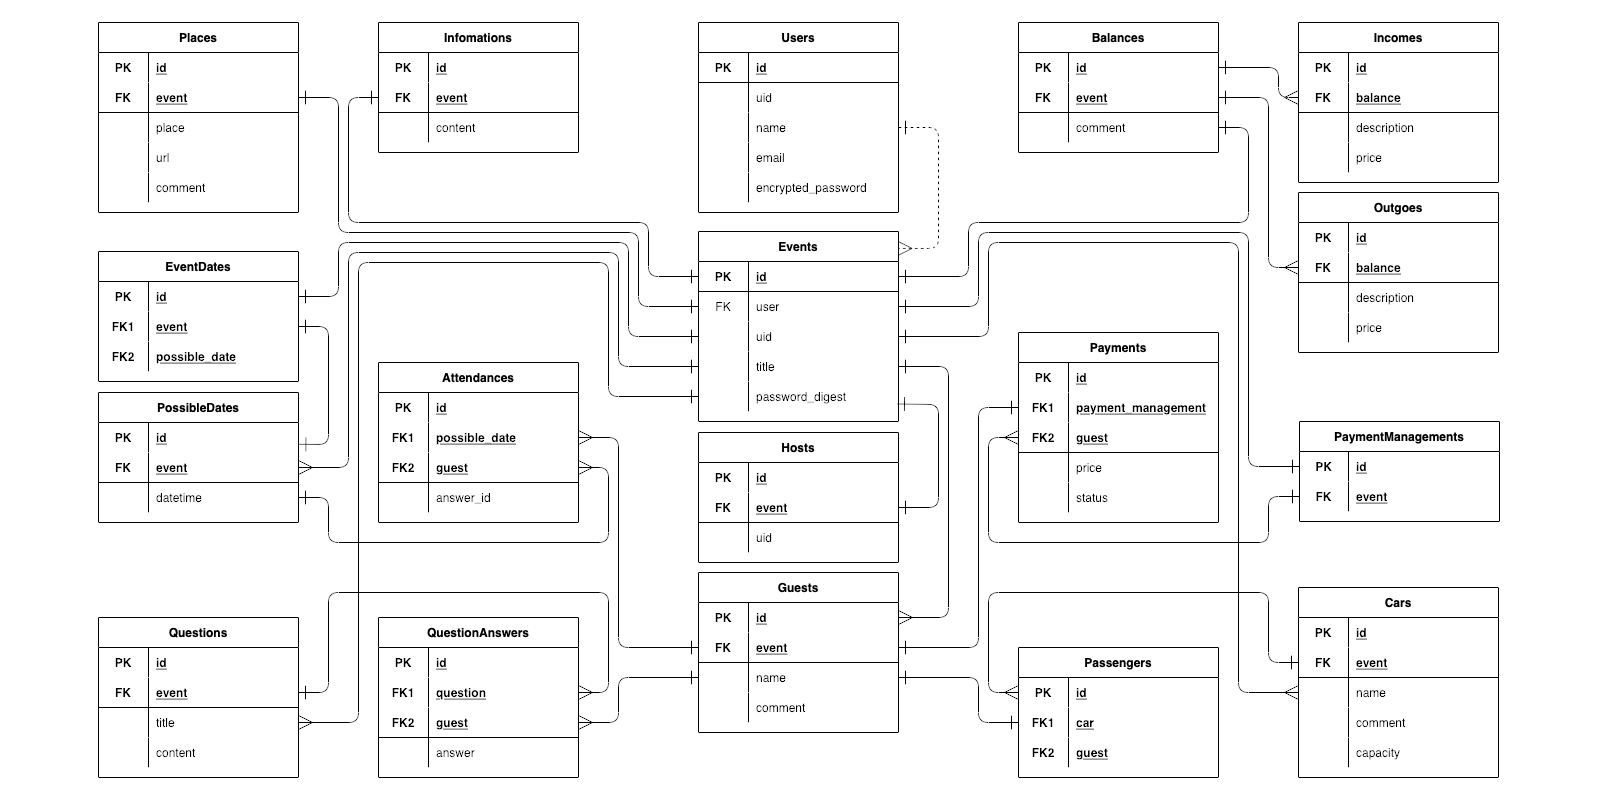 Places
PK id
FK event
place
url
comment
Infomations
PK id
FK event
content
Users
PK id
uid
name
email
encrypted_password
Balances
PK id
FK event
comment
Incomes
PK id
FK balance
description
price
Outgoes
PK id
FK balance
description
price
EventDates
PK id
FK1 event
FK2 possible_date
Events
PK id
FK user
uid
title
password_digest
PossibleDates
PK id
FK event
datetime
Attendances
PK id
FK1 possible_date
FK2 guest
answer_id
Hosts
PK id
FK event
uid
Payments
PK id
FK1 payment_management
FK2 guest
price
status
PaymentManagements
PK id
FK event
Questions
PK id
FK event
title
content
QuestionAnswers
PK id
FK1 question
FK2 guest
answer
Guests
PK id
FK event
name
comment
Passengers
PK id
FK1 car
FK2 guest
Cars
PK id
FK event
name
comment
capacity